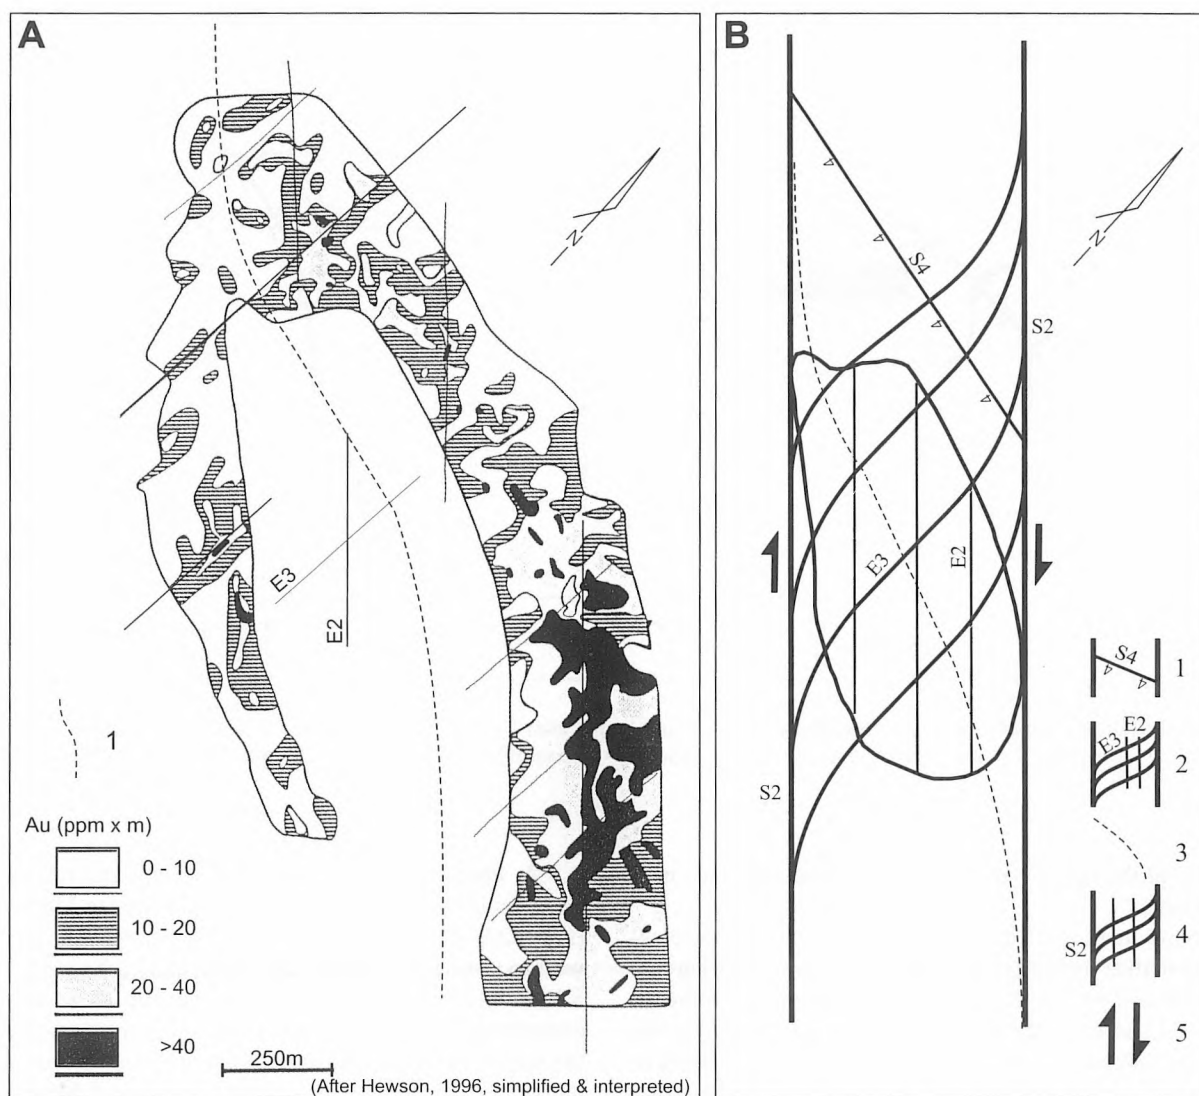 A
N
E3
E2
1
Au (ppm x m)
0 - 10
10 - 20
20 - 40
>40
250m
(After Hewson, 1996, simplified & interpreted)
B
N
S4
S2
E3
E2
S2
S4
1
E3 E2
2
3
S2
4
5